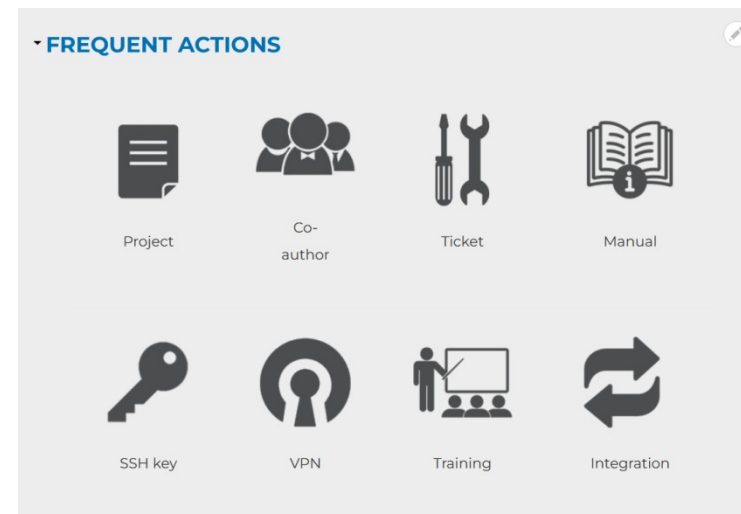 FREQUENT ACTIONS
Project
Co-
author
Ticket
Manual
SSH key
VPN
Training
Integration